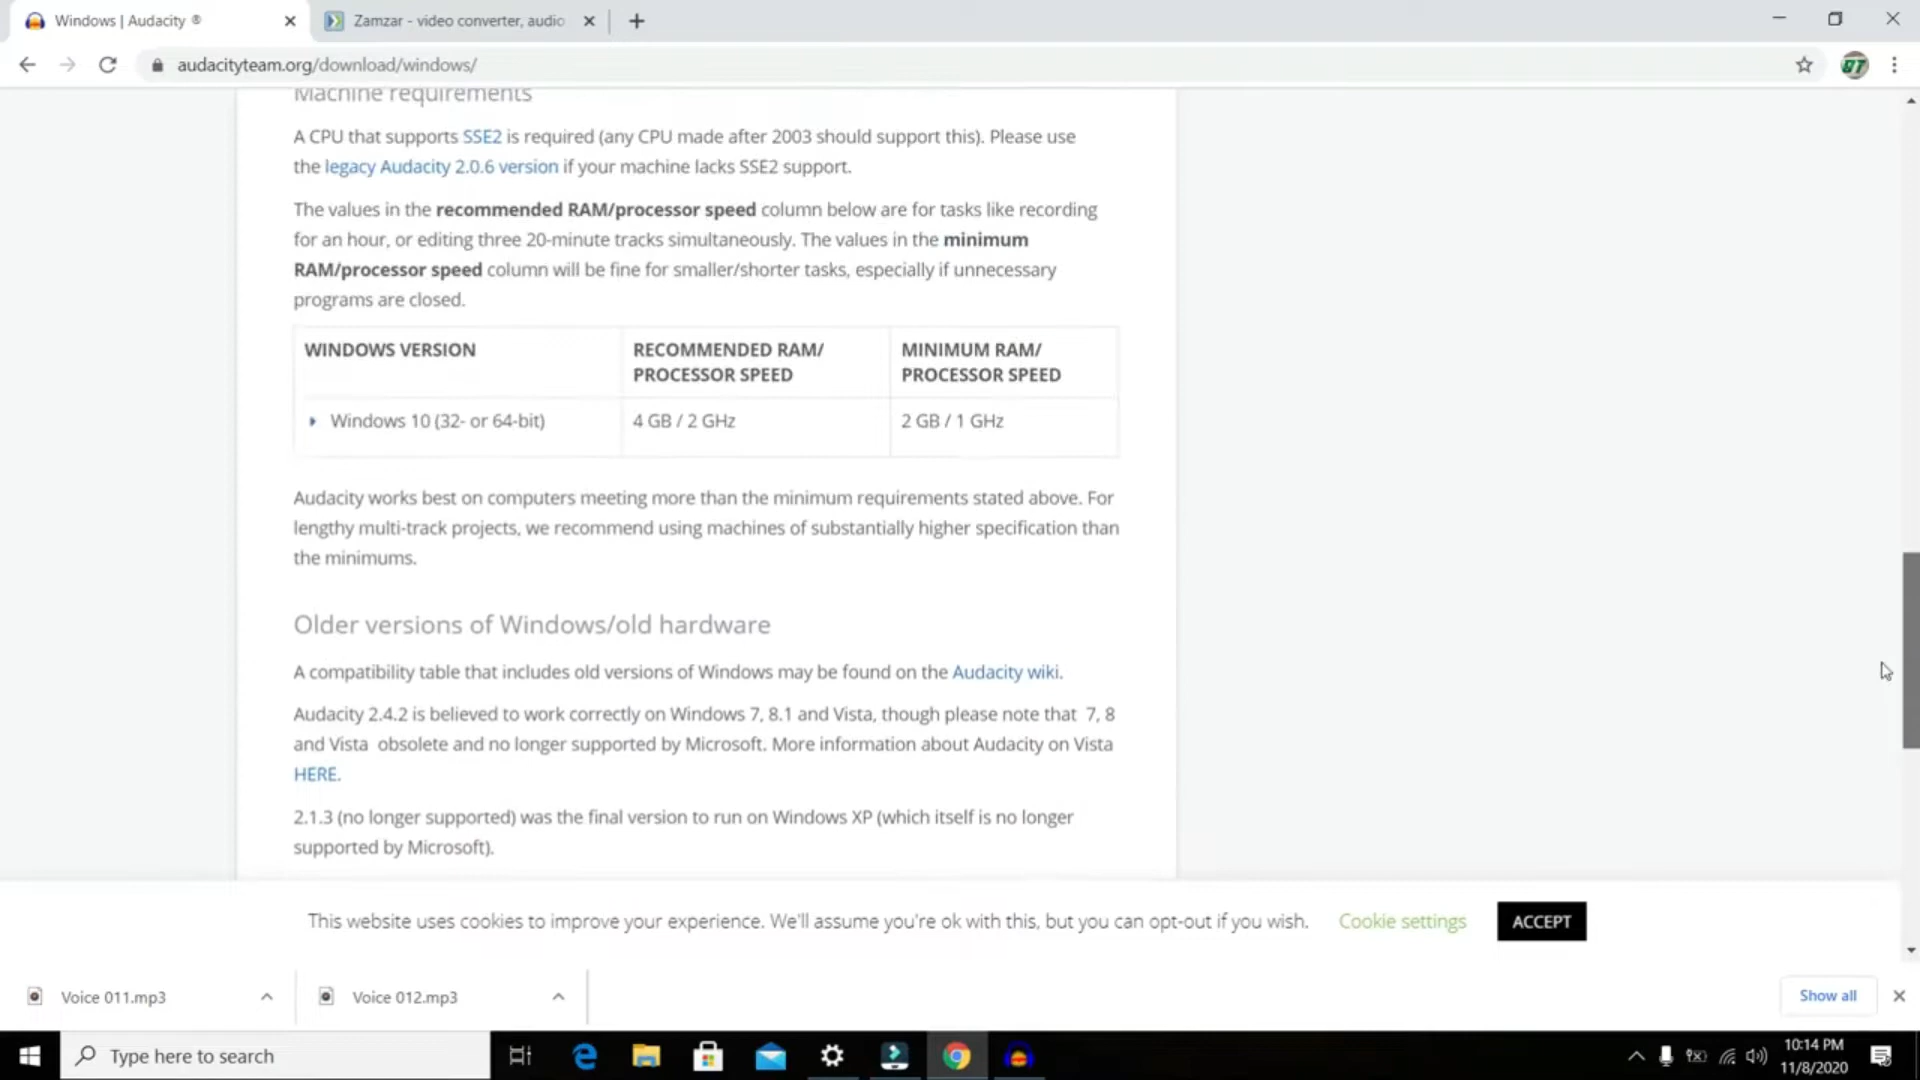 Windows | Audacity ®
Zamzar - video converter, audio
audacityteam.org/download/windows/
Machine requirements
A CPU that supports SSE2 is required (any CPU made after 2003 should support this). Please use
the legacy Audacity 2.0.6 version if your machine lacks SSE2 support.
The values in the recommended RAM/processor speed column below are for tasks like recording
for an hour, or editing three 20-minute tracks simultaneously. The values in the minimum
RAM/processor speed column will be fine for smaller/shorter tasks, especially if unnecessary
programs are closed.
WINDOWS VERSION
RECOMMENDED RAM/
PROCESSOR SPEED
MINIMUM RAM/
PROCESSOR SPEED
Windows 10 (32- or 64-bit)
4 GB / 2 GHz
2 GB / 1 GHz
Audacity works best on computers meeting more than the minimum requirements stated above. For
lengthy multi-track projects, we recommend using machines of substantially higher specification than
the minimums.
Older versions of Windows/old hardware
A compatibility table that includes old versions of Windows may be found on the Audacity wiki.
Audacity 2.4.2 is believed to work correctly on Windows 7, 8.1 and Vista, though please note that 7, 8
and Vista obsolete and no longer supported by Microsoft. More information about Audacity on Vista
HERE.
2.1.3 (no longer supported) was the final version to run on Windows XP (which itself is no longer
supported by Microsoft).
This website uses cookies to improve your experience. We'll assume you're ok with this, but you can opt-out if you wish.
Cookie settings
ACCEPT
Voice 011.mp3
Voice 012.mp3
Show all
Type here to search
10:14 PM
11/8/2020